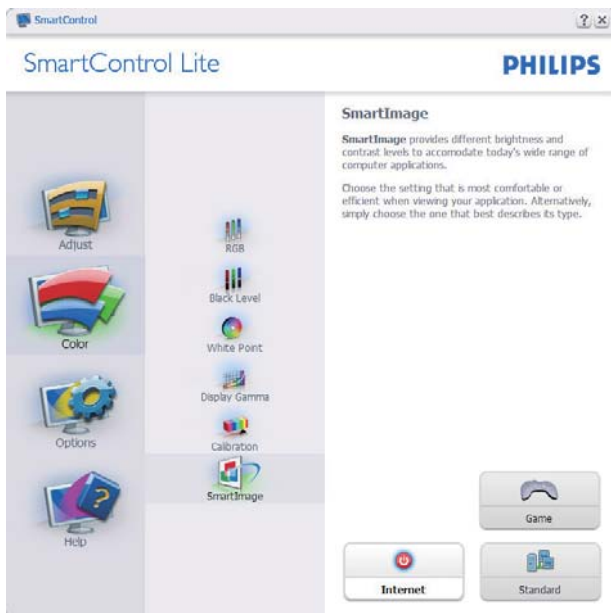 SmartControl
SmartControl Lite
PHILIPS
Adjust
Color
Options
Help
RGB
Black Level
White Point
Display Gamma
Calibration
SmartImage
SmartImage
SmartImage provides different brightness and
contrast levels to accomodate today's wide range of
computer applications.
Choose the setting that is most comfortable or
efficient when viewing your application. Alternatively,
simply choose the one that best describes its type.
Game
Internet
Standard